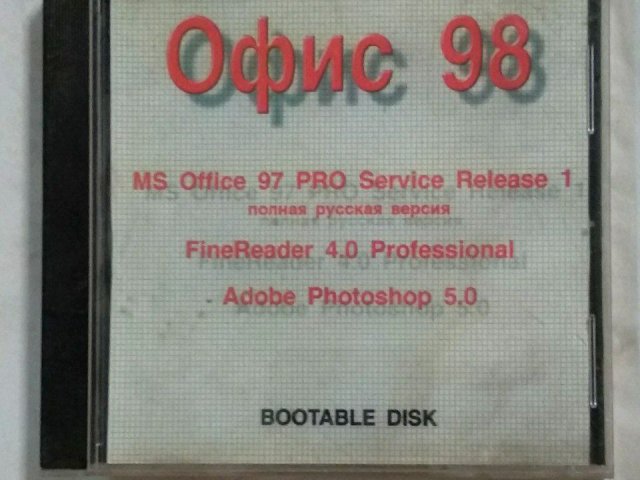 Офис 98
MS Office 97 PRO Service Release 1
полная русская версия
FineReader 4.0 Professional
Adobe Photoshop 5.0
BOOTABLE DISK